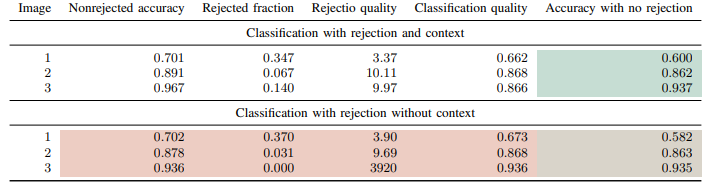 Image Nonrejected accuracy Rejected fraction Rejectio quality Classification quality Accuracy with no rejection
Classification with rejection and context
1 0.701 0.347 3.37 0.662 0.600
2 0.891 0.067 10.11 0.868 0.862
3 0.967 0.140 9.97 0.866 0.937
Classification with rejection without context
1 0.702 0.370 3.90 0.673 0.582
2 0.878 0.031 9.69 0.868 0.863
3 0.936 0.000 3920 0.936 0.935